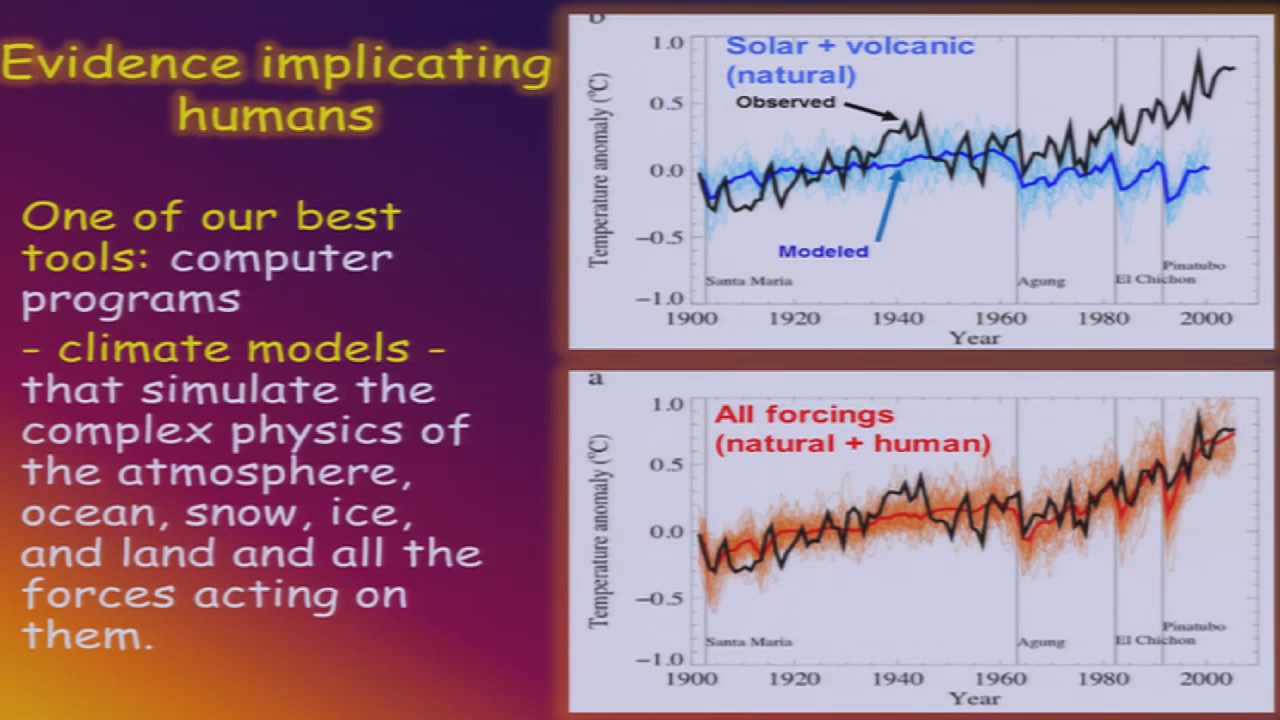 Evidence implicating
humans
One of our best
tools: computer
programs
- climate models -
that simulate the
complex physics of
the atmosphere,
ocean, snow, ice,
and land and all the
forces acting on
them.
b
Solar + volcanic
(natural)
Observed
Modeled
Temperature anomaly (°C)
1.0
0.5
0.0
−0.5
−1.0
Santa Maria
Agung
El Chichon
Pinatubo
1900 1920 1940 1960 1980 2000
Year
a
All forcings
(natural + human)
Temperature anomaly (°C)
1.0
0.5
0.0
−0.5
−1.0
Santa Maria
Agung
El Chichon
Pinatubo
1900 1920 1940 1960 1980 2000
Year